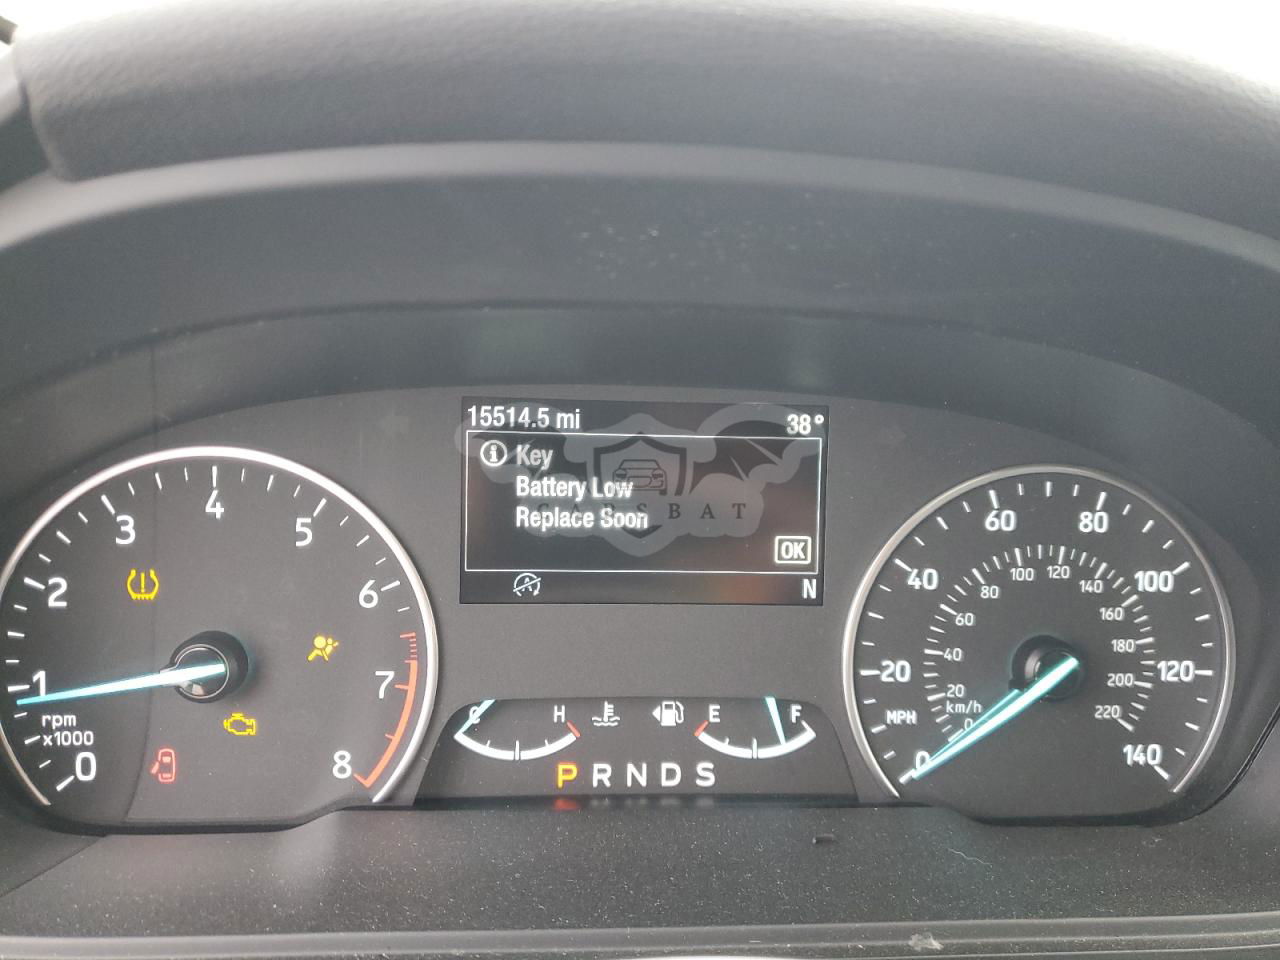 15514.5 mi 38°
Key
Battery Low
Replace Soon
CARSBAT
OK
N
0 1 2 3 4 5 6 7 8
rpm
x1000
C H E F
P R N D S
0 20 40 60 80 100 120 140
MPH
0 20 40 60 80 100 120 140 160 180 200 220
km/h